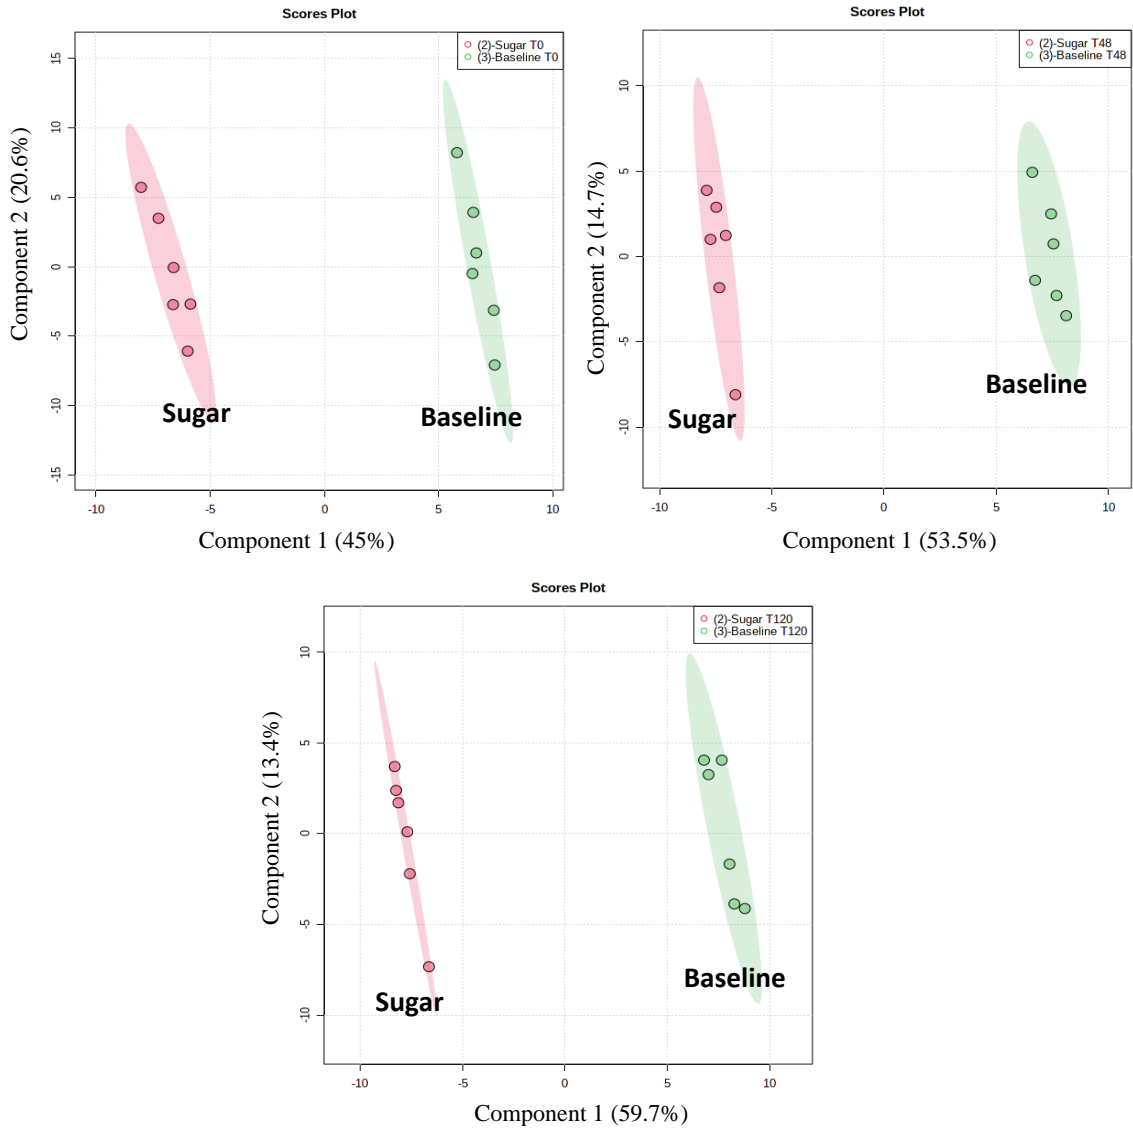 Scores Plot
(2)-Sugar T0
(3)-Baseline T0
15
10
5
0
-5
-10
-15
Component 2 (20.6%)
Sugar
Baseline
-10
-5
0
5
10
Component 1 (45%)
Scores Plot
(2)-Sugar T48
(3)-Baseline T48
10
5
0
-5
-10
Component 2 (14.7%)
Baseline
Sugar
-10
-5
0
5
10
Component 1 (53.5%)
Scores Plot
(2)-Sugar T120
(3)-Baseline T120
10
5
0
-5
-10
Component 2 (13.4%)
Baseline
Sugar
-10
-5
0
5
10
Component 1 (59.7%)